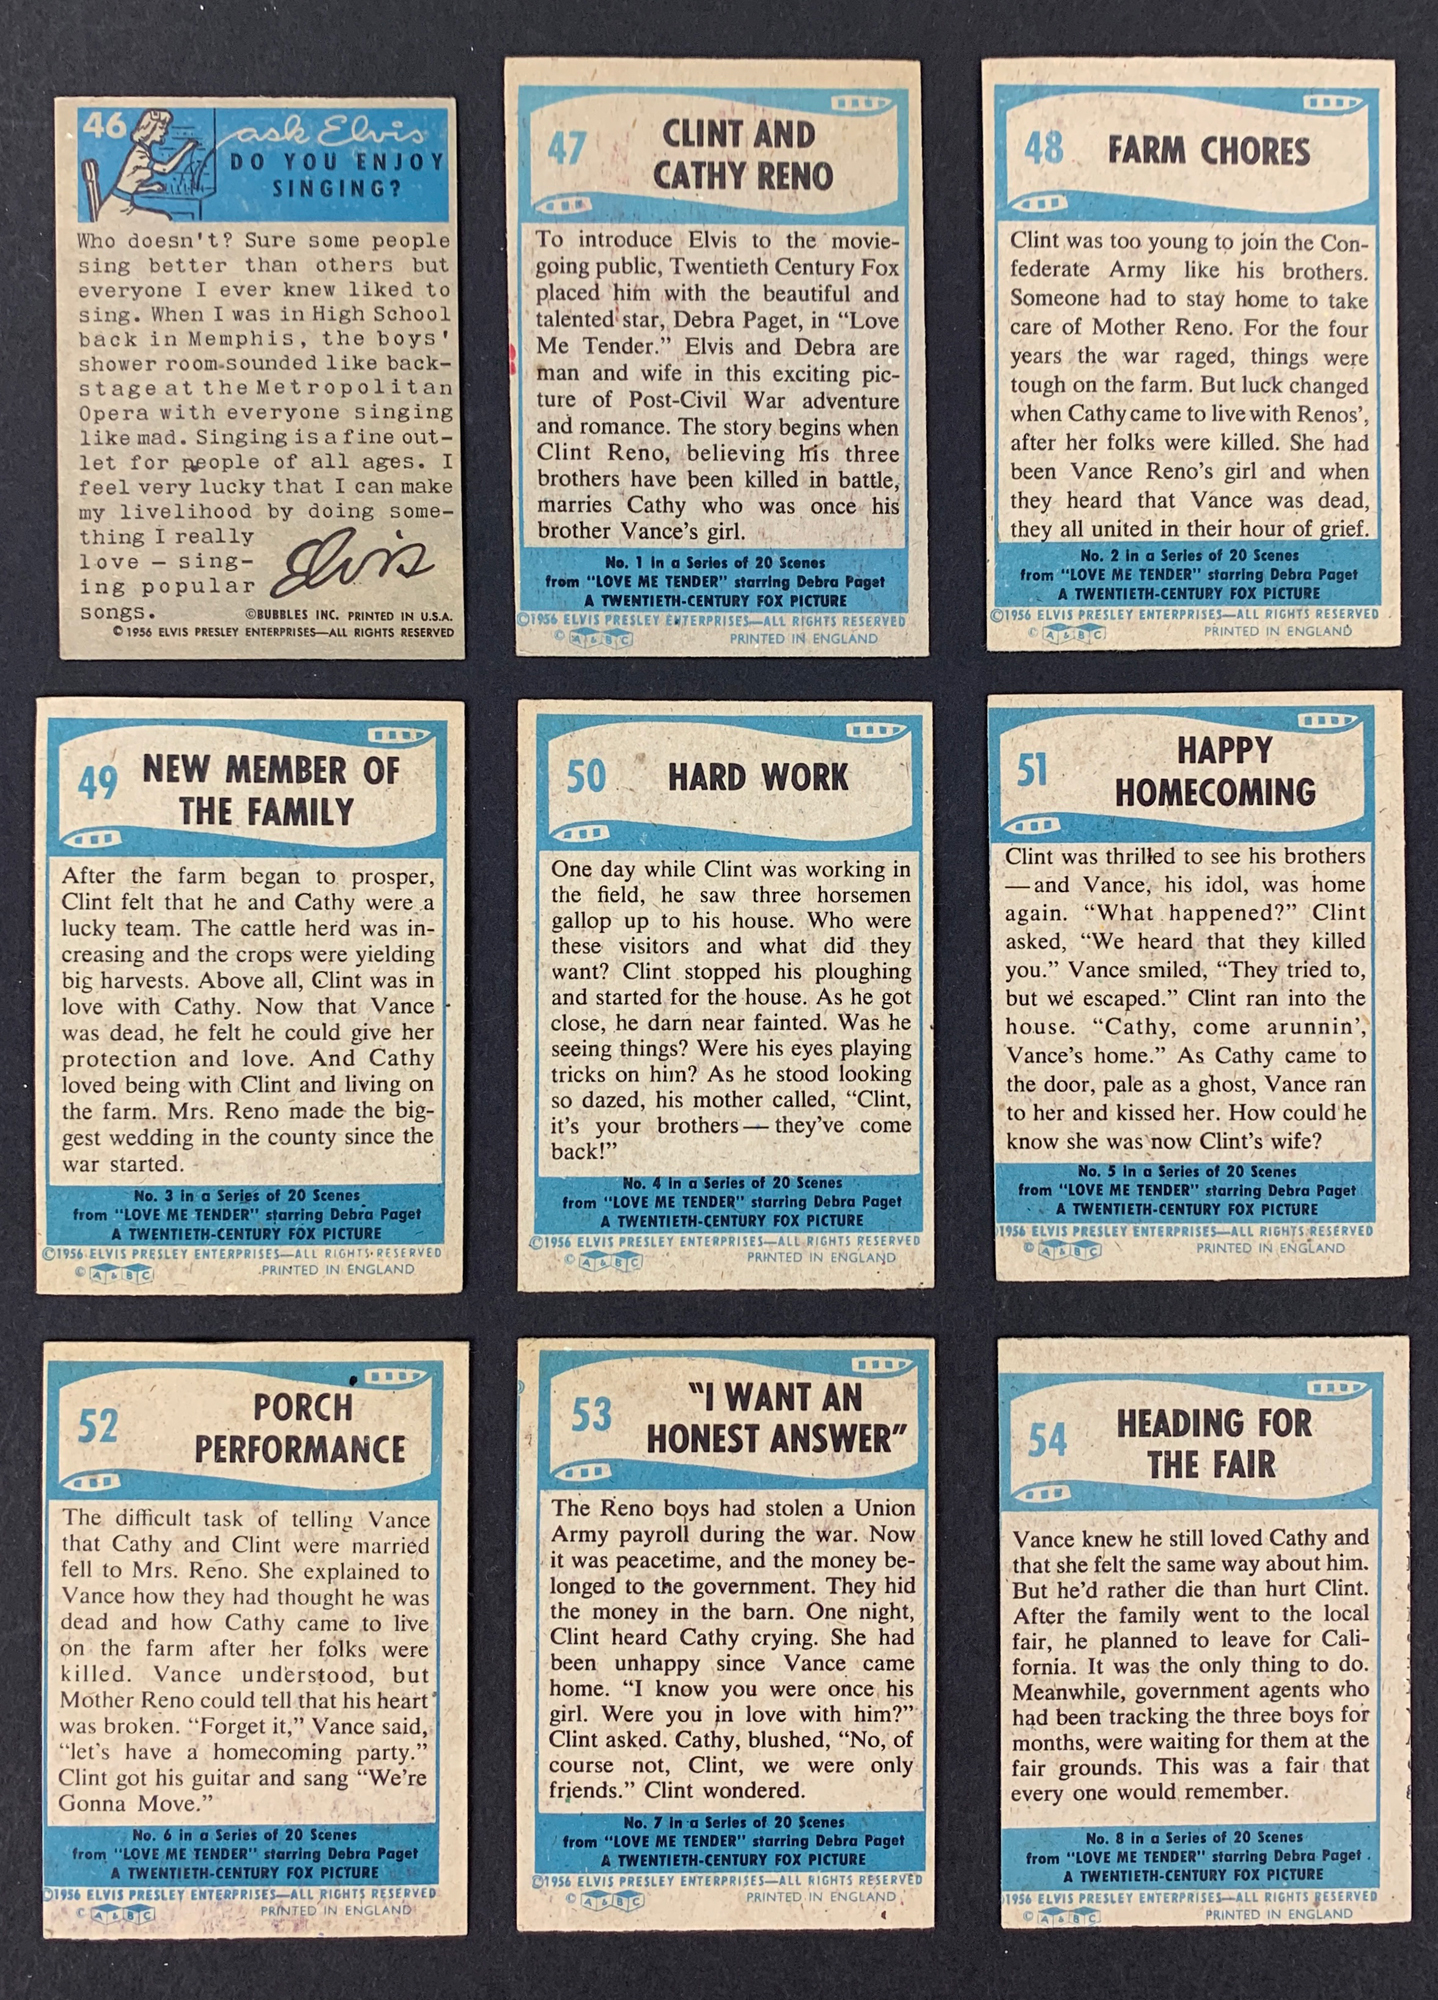 46
ask Elvis
DO YOU ENJOY
SINGING?
Who doesn't? Sure some people
sing better than others but
everyone I ever knew liked to
sing. When I was in High School
back in Memphis, the boys'
shower room sounded like back-
stage at the Metropolitan
Opera with everyone singing
like mad. Singing is a fine out-
let for people of all ages. I
feel very lucky that I can make
my livelihood by doing some-
thing I really
love – sing-
ing popular
songs.
Elvis
©BUBBLES INC. PRINTED IN U.S.A.
© 1956 ELVIS PRESLEY ENTERPRISES—ALL RIGHTS RESERVED
47
CLINT AND
CATHY RENO
To introduce Elvis to the movie-
going public, Twentieth Century Fox
placed him with the beautiful and
talented star, Debra Paget, in “Love
Me Tender.” Elvis and Debra are
man and wife in this exciting pic-
ture of Post-Civil War adventure
and romance. The story begins when
Clint Reno, believing his three
brothers have been killed in battle,
marries Cathy who was once his
brother Vance's girl.
No. 1 in a Series of 20 Scenes
from "LOVE ME TENDER" starring Debra Paget
A TWENTIETH-CENTURY FOX PICTURE
©1956 ELVIS PRESLEY ENTERPRISES—ALL RIGHTS RESERVED
© A & B C PRINTED IN ENGLAND
48
FARM CHORES
Clint was too young to join the Con-
federate Army like his brothers.
Someone had to stay home to take
care of Mother Reno. For the four
years the war raged, things were
tough on the farm. But luck changed
when Cathy came to live with Renos',
after her folks were killed. She had
been Vance Reno's girl and when
they heard that Vance was dead,
they all united in their hour of grief.
No. 2 in a Series of 20 Scenes
from "LOVE ME TENDER" starring Debra Paget
A TWENTIETH-CENTURY FOX PICTURE
©1956 ELVIS PRESLEY ENTERPRISES—ALL RIGHTS RESERVED
© A & B C PRINTED IN ENGLAND
49
NEW MEMBER OF
THE FAMILY
After the farm began to prosper,
Clint felt that he and Cathy were a
lucky team. The cattle herd was in-
creasing and the crops were yielding
big harvests. Above all, Clint was in
love with Cathy. Now that Vance
was dead, he felt he could give her
protection and love. And Cathy
loved being with Clint and living on
the farm. Mrs. Reno made the big-
gest wedding in the county since the
war started.
No. 3 in a Series of 20 Scenes
from "LOVE ME TENDER" starring Debra Paget
A TWENTIETH-CENTURY FOX PICTURE
©1956 ELVIS PRESLEY ENTERPRISES—ALL RIGHTS RESERVED
© A & B C PRINTED IN ENGLAND
50
HARD WORK
One day while Clint was working in
the field, he saw three horsemen
gallop up to his house. Who were
these visitors and what did they
want? Clint stopped his ploughing
and started for the house. As he got
close, he darn near fainted. Was he
seeing things? Were his eyes playing
tricks on him? As he stood looking
so dazed, his mother called, “Clint,
it's your brothers — they've come
back!”
No. 4 in a Series of 20 Scenes
from "LOVE ME TENDER" starring Debra Paget
A TWENTIETH-CENTURY FOX PICTURE
©1956 ELVIS PRESLEY ENTERPRISES—ALL RIGHTS RESERVED
© A & B C PRINTED IN ENGLAND
51
HAPPY
HOMECOMING
Clint was thrilled to see his brothers
—and Vance, his idol, was home
again. “What happened?” Clint
asked, “We heard that they killed
you.” Vance smiled, “They tried to,
but we escaped.” Clint ran into the
house. “Cathy, come arunnin',
Vance's home.” As Cathy came to
the door, pale as a ghost, Vance ran
to her and kissed her. How could he
know she was now Clint's wife?
No. 5 in a Series of 20 Scenes
from "LOVE ME TENDER" starring Debra Paget
A TWENTIETH-CENTURY FOX PICTURE
1956 ELVIS PRESLEY ENTERPRISES—ALL RIGHTS RESERVED
© A & B C PRINTED IN ENGLAND
52
PORCH
PERFORMANCE
The difficult task of telling Vance
that Cathy and Clint were married
fell to Mrs. Reno. She explained to
Vance how they had thought he was
dead and how Cathy came to live
on the farm after her folks were
killed. Vance understood, but
Mother Reno could tell that his heart
was broken. “Forget it,” Vance said,
“let's have a homecoming party.”
Clint got his guitar and sang “We're
Gonna Move.”
No. 6 in a Series of 20 Scenes
from "LOVE ME TENDER" starring Debra Paget
A TWENTIETH-CENTURY FOX PICTURE
©1956 ELVIS PRESLEY ENTERPRISES—ALL RIGHTS RESERVED
© A & B C PRINTED IN ENGLAND
53
"I WANT AN
HONEST ANSWER"
The Reno boys had stolen a Union
Army payroll during the war. Now
it was peacetime, and the money be-
longed to the government. They hid
the money in the barn. One night,
Clint heard Cathy crying. She had
been unhappy since Vance came
home. “I know you were once his
girl. Were you in love with him?”
Clint asked. Cathy, blushed, “No, of
course not, Clint, we were only
friends.” Clint wondered.
No. 7 in a Series of 20 Scenes
from "LOVE ME TENDER" starring Debra Paget
A TWENTIETH-CENTURY FOX PICTURE
©1956 ELVIS PRESLEY ENTERPRISES—ALL RIGHTS RESERVED
© A & B C PRINTED IN ENGLAND
54
HEADING FOR
THE FAIR
Vance knew he still loved Cathy and
that she felt the same way about him.
But he'd rather die than hurt Clint.
After the family went to the local
fair, he planned to leave for Cali-
fornia. It was the only thing to do.
Meanwhile, government agents who
had been tracking the three boys for
months, were waiting for them at the
fair grounds. This was a fair that
every one would remember.
No. 8 in a Series of 20 Scenes
from "LOVE ME TENDER" starring Debra Paget
A TWENTIETH-CENTURY FOX PICTURE
1956 ELVIS PRESLEY ENTERPRISES—ALL RIGHTS RESERVED
© A & B C PRINTED IN ENGLAND